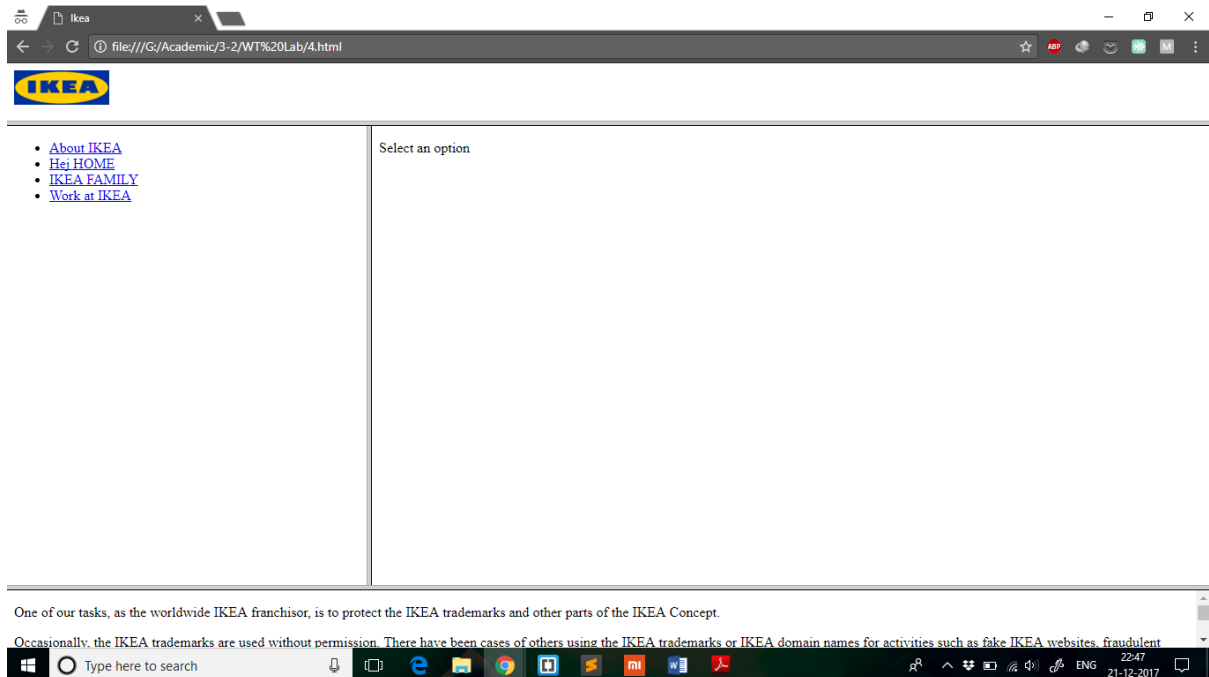 Ikea
file:///G:/Academic/3-2/WT%20Lab/4.html
ABP
M
IKEA
About IKEA
Hej HOME
IKEA FAMILY
Work at IKEA
Select an option
One of our tasks, as the worldwide IKEA franchisor, is to protect the IKEA trademarks and other parts of the IKEA Concept.
Occasionally, the IKEA trademarks are used without permission. There have been cases of others using the IKEA trademarks or IKEA domain names for activities such as fake IKEA websites, fraudulent
Type here to search
mi
ENG
22:47
21-12-2017